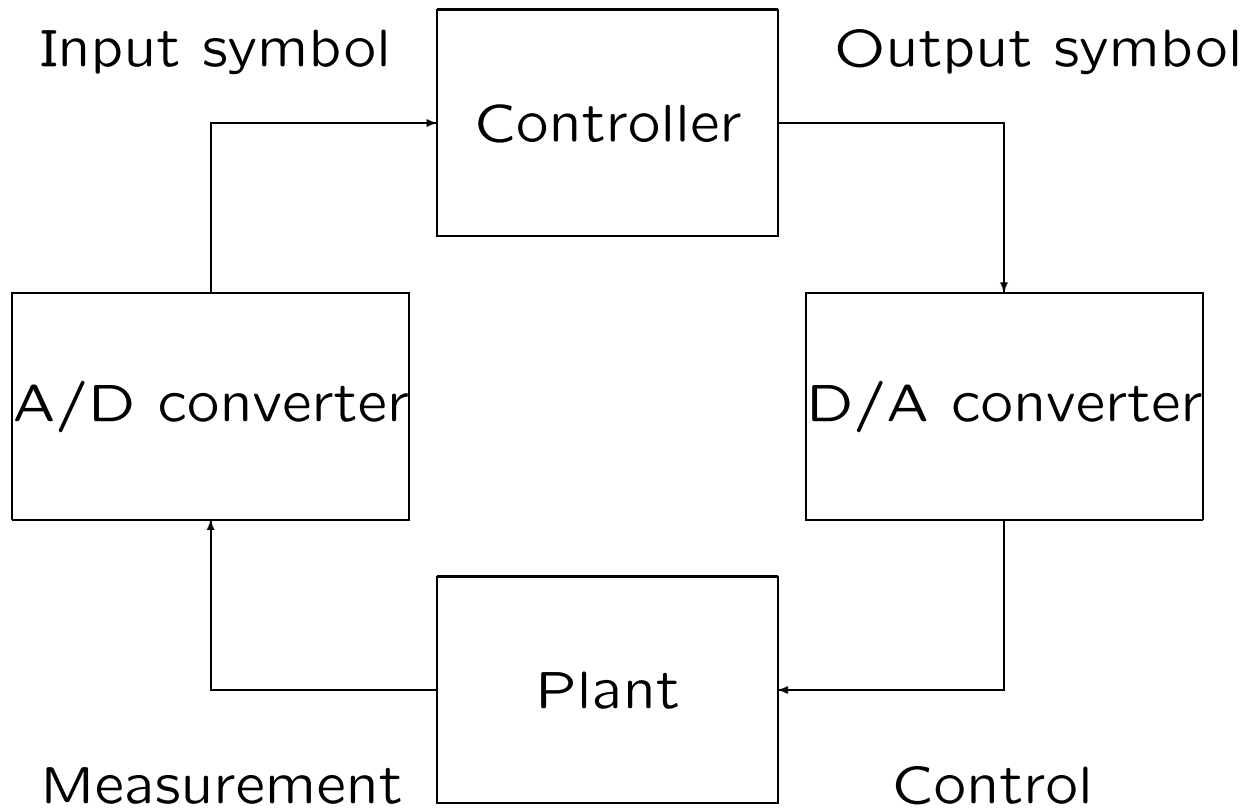 Input symbol
Output symbol
Controller
A/D converter
D/A converter
Plant
Measurement
Control